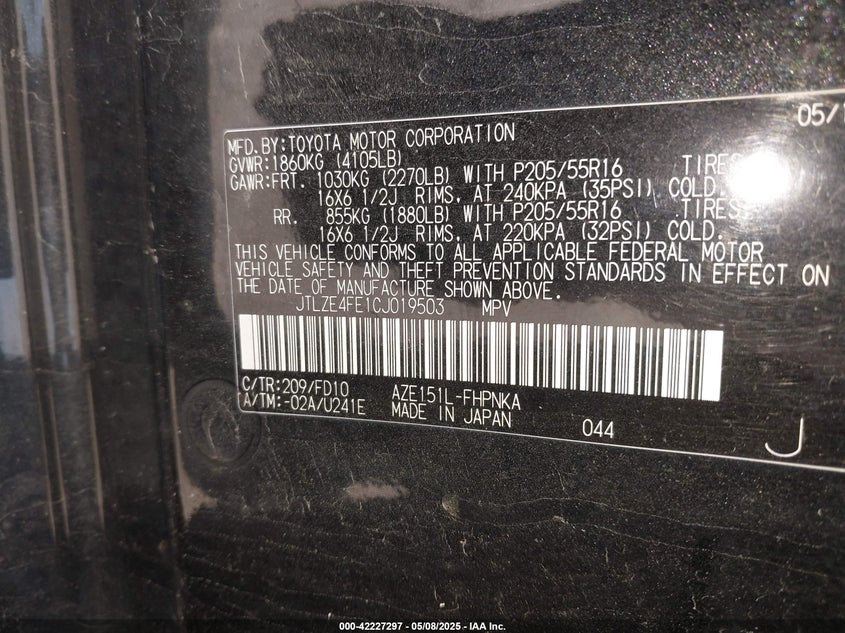 05/1
MFD.BY:TOYOTA MOTOR CORPORATION
GVWR:1860KG (4105LB)
GAWR:FRT. 1030KG (2270LB) WITH P205/55R16 TIRES
16X6 1/2J RIMS, AT 240KPA (35PSI) COLD.
RR. 855KG (1880LB) WITH P205/55R16 TIRES
16X6 1/2J RIMS, AT 220KPA (32PSI) COLD.
THIS VEHICLE CONFORMS TO ALL APPLICABLE FEDERAL MOTOR
VEHICLE SAFETY AND THEFT PREVENTION STANDARDS IN EFFECT ON
THE DATE OF MANUFACTURE SHOWN ABOVE.
JTLZE4FE1CJ019503 MPV
C/TR:209/FD10 AZE151L-FHPNKA
A/TM:-02A/U241E MADE IN JAPAN 044 J
000-42227297 - 05/08/2025 - IAA Inc.